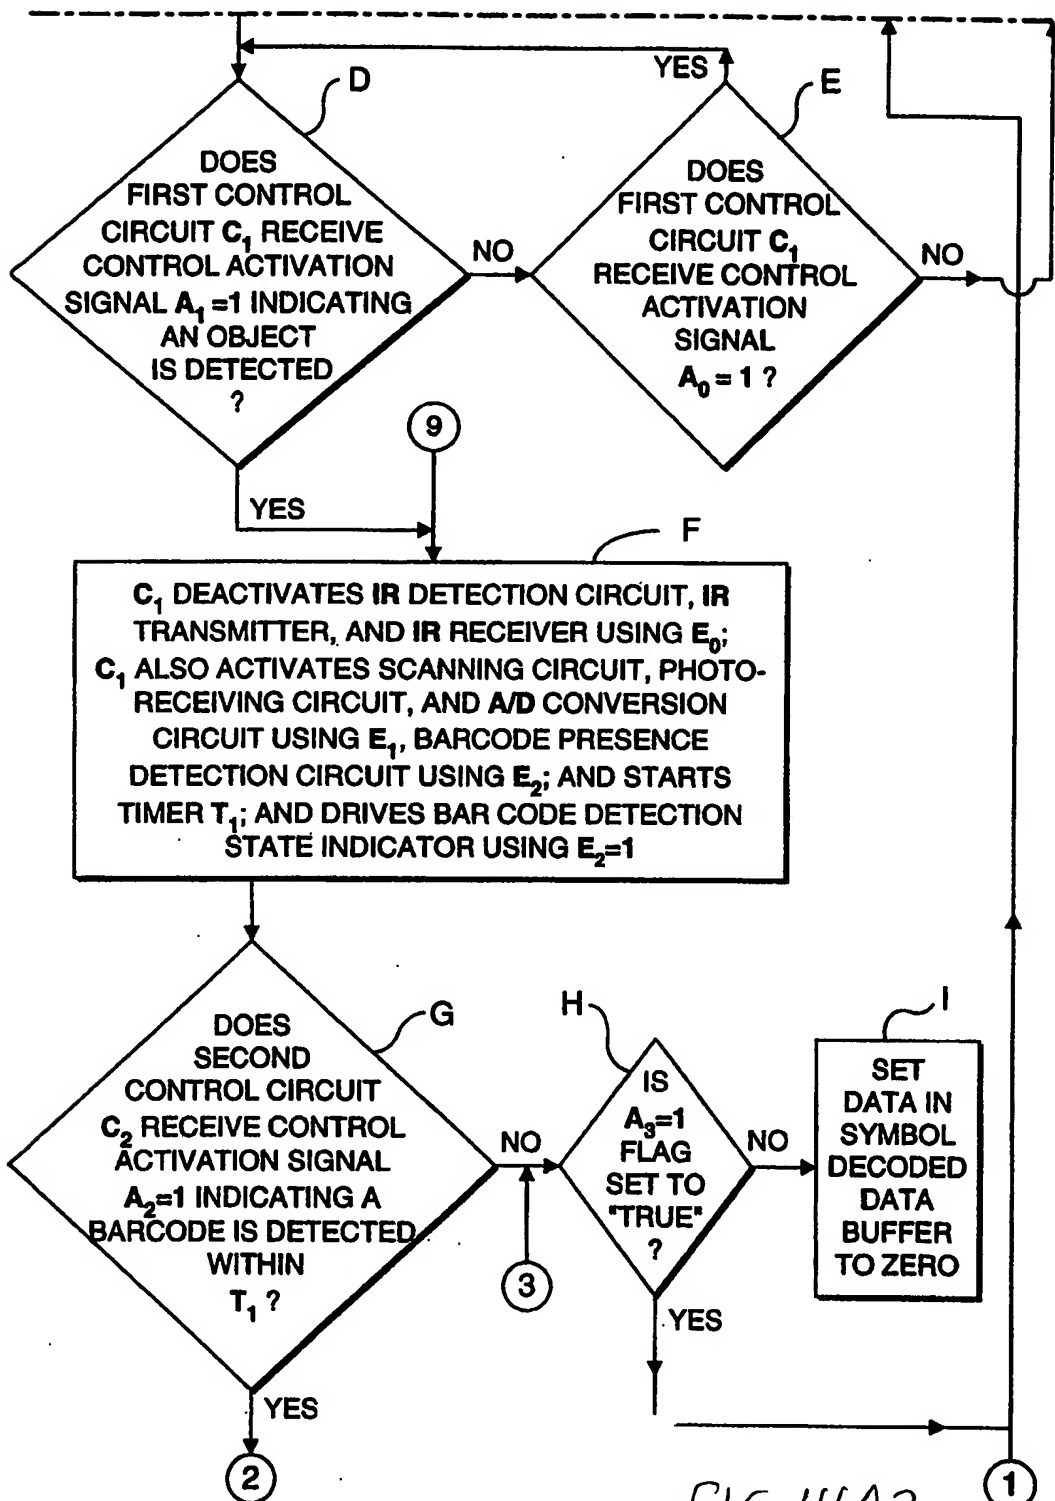 YES
D
E
DOES
FIRST CONTROL
CIRCUIT C₁ RECEIVE
CONTROL ACTIVATION
SIGNAL A₁ =1 INDICATING
AN OBJECT
IS DETECTED
?
NO
DOES
FIRST CONTROL
CIRCUIT C₁
RECEIVE CONTROL
ACTIVATION
SIGNAL
A₀ = 1 ?
NO
9
YES
F
C₁ DEACTIVATES IR DETECTION CIRCUIT, IR
TRANSMITTER, AND IR RECEIVER USING E₀;
C₁ ALSO ACTIVATES SCANNING CIRCUIT, PHOTO-
RECEIVING CIRCUIT, AND A/D CONVERSION
CIRCUIT USING E₁, BARCODE PRESENCE
DETECTION CIRCUIT USING E₂; AND STARTS
TIMER T₁; AND DRIVES BAR CODE DETECTION
STATE INDICATOR USING E₂=1
G
H
I
DOES
SECOND
CONTROL CIRCUIT
C₂ RECEIVE CONTROL
ACTIVATION SIGNAL
A₂=1 INDICATING A
BARCODE IS DETECTED
WITHIN
T₁ ?
NO
3
IS
A₃=1
FLAG
SET TO
"TRUE"
?
NO
SET
DATA IN
SYMBOL
DECODED
DATA
BUFFER
TO ZERO
YES
YES
2
1